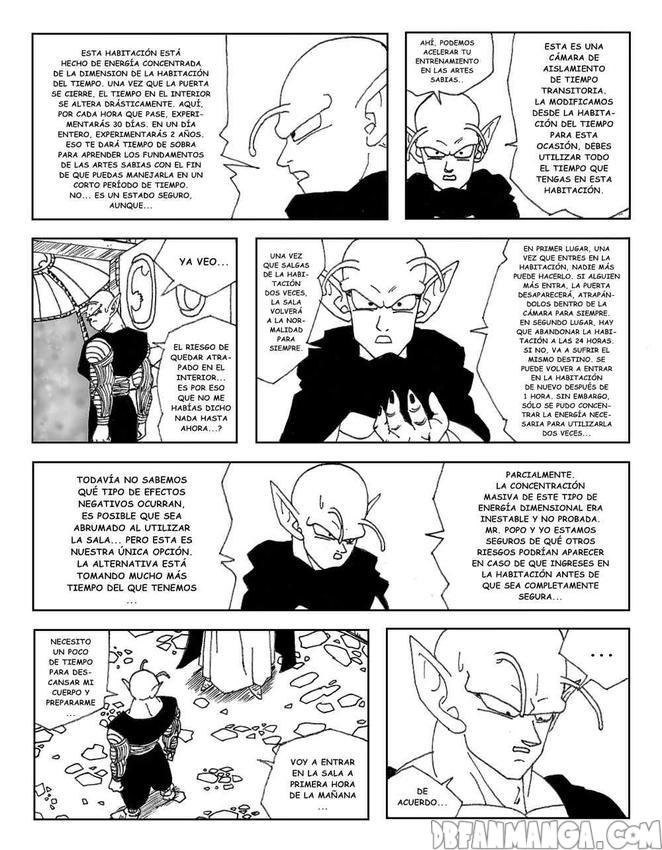 ESTA HABITACIÓN ESTÁ
HECHO DE ENERGÍA CONCENTRADA
DE LA DIMENSION DE LA HABITACIÓN
DEL TIEMPO. UNA VEZ QUE LA PUERTA
SE CIERRE, EL TIEMPO EN EL INTERIOR
SE ALTERA DRÁSTICAMENTE. AQUÍ,
POR CADA HORA QUE PASE, EXPERI-
MENTARÁS 30 DÍAS. EN UN DÍA
ENTERO, EXPERIMENTARÁS 2 AÑOS.
ESO TE DARÁ TIEMPO DE SOBRA
PARA APRENDER LOS FUNDAMENTOS
DE LAS ARTES SABIAS CON EL FIN
DE QUE PUEDAS MANEJARLA EN UN
CORTO PERÍODO DE TIEMPO.
NO... ES UN ESTADO SEGURO,
AUNQUE...
AHÍ, PODEMOS
ACELERAR TU
ENTRENAMIENTO
EN LAS ARTES
SABIAS...
ESTA ES UNA
CÁMARA DE
AISLAMIENTO
DE TIEMPO
TRANSITORIA.
LA MODIFICAMOS
DESDE LA HABITA-
CIÓN DEL TIEMPO
PARA ESTA
OCASIÓN, DEBES
UTILIZAR TODO
EL TIEMPO QUE
TENGAS EN ESTA
HABITACIÓN.
YA VEO...
EL RIESGO DE
QUEDAR ATRA-
PADO EN EL
INTERIOR...
ES POR ESO
QUE NO ME
HABÍAS DICHO
NADA HASTA
AHORA...?
UNA VEZ
QUE SALGAS
DE LA HABI-
TACIÓN
DOS VECES,
LA SALA
VOLVERÁ
A LA NOR-
MALIDAD
PARA
SIEMPRE.
EN PRIMER LUGAR, UNA
VEZ QUE ENTRES EN LA
HABITACIÓN, NADIE MÁS
PUEDE HACERLO. SI ALGUIEN
MÁS ENTRA, LA PUERTA
DESAPARECERÁ, ATRAPÁN-
DOLOS DENTRO DE LA
CÁMARA PARA SIEMPRE.
EN SEGUNDO LUGAR, HAY
QUE ABANDONAR LA HABI-
TACIÓN A LAS 24 HORAS.
SI NO, VA A SUFRIR EL
MISMO DESTINO. SE
PUEDE VOLVER A ENTRAR
EN LA HABITACIÓN
DE NUEVO DESPUÉS DE
1 HORA. SIN EMBARGO,
SÓLO SE PUDO CONCEN-
TRAR LA ENERGÍA NECE-
SARIA PARA UTILIZARLA
DOS VECES...
TODAVÍA NO SABEMOS
QUÉ TIPO DE EFECTOS
NEGATIVOS OCURRAN,
ES POSIBLE QUE SEA
ABRUMADO AL UTILIZAR
LA SALA... PERO ESTA ES
NUESTRA ÚNICA OPCIÓN.
LA ALTERNATIVA ESTÁ
TOMANDO MUCHO MÁS
TIEMPO DEL QUE TENEMOS
...
PARCIALMENTE.
LA CONCENTRACIÓN
MASIVA DE ESTE TIPO DE
ENERGÍA DIMENSIONAL ERA
INESTABLE Y NO PROBADA.
MR. POPO Y YO ESTAMOS
SEGUROS DE QUÉ OTROS
RIESGOS PODRÍAN APARECER
EN CASO DE QUE INGRESES EN
LA HABITACIÓN ANTES DE
QUE SEA COMPLETAMENTE
SEGURA...
NECESITO
UN POCO
DE TIEMPO
PARA DES-
CANSAR MI
CUERPO Y
PREPARARME
...
VOY A ENTRAR
EN LA SALA A
PRIMERA HORA
DE LA MAÑANA
...
DE
ACUERDO...
DBFANMANGA.COM